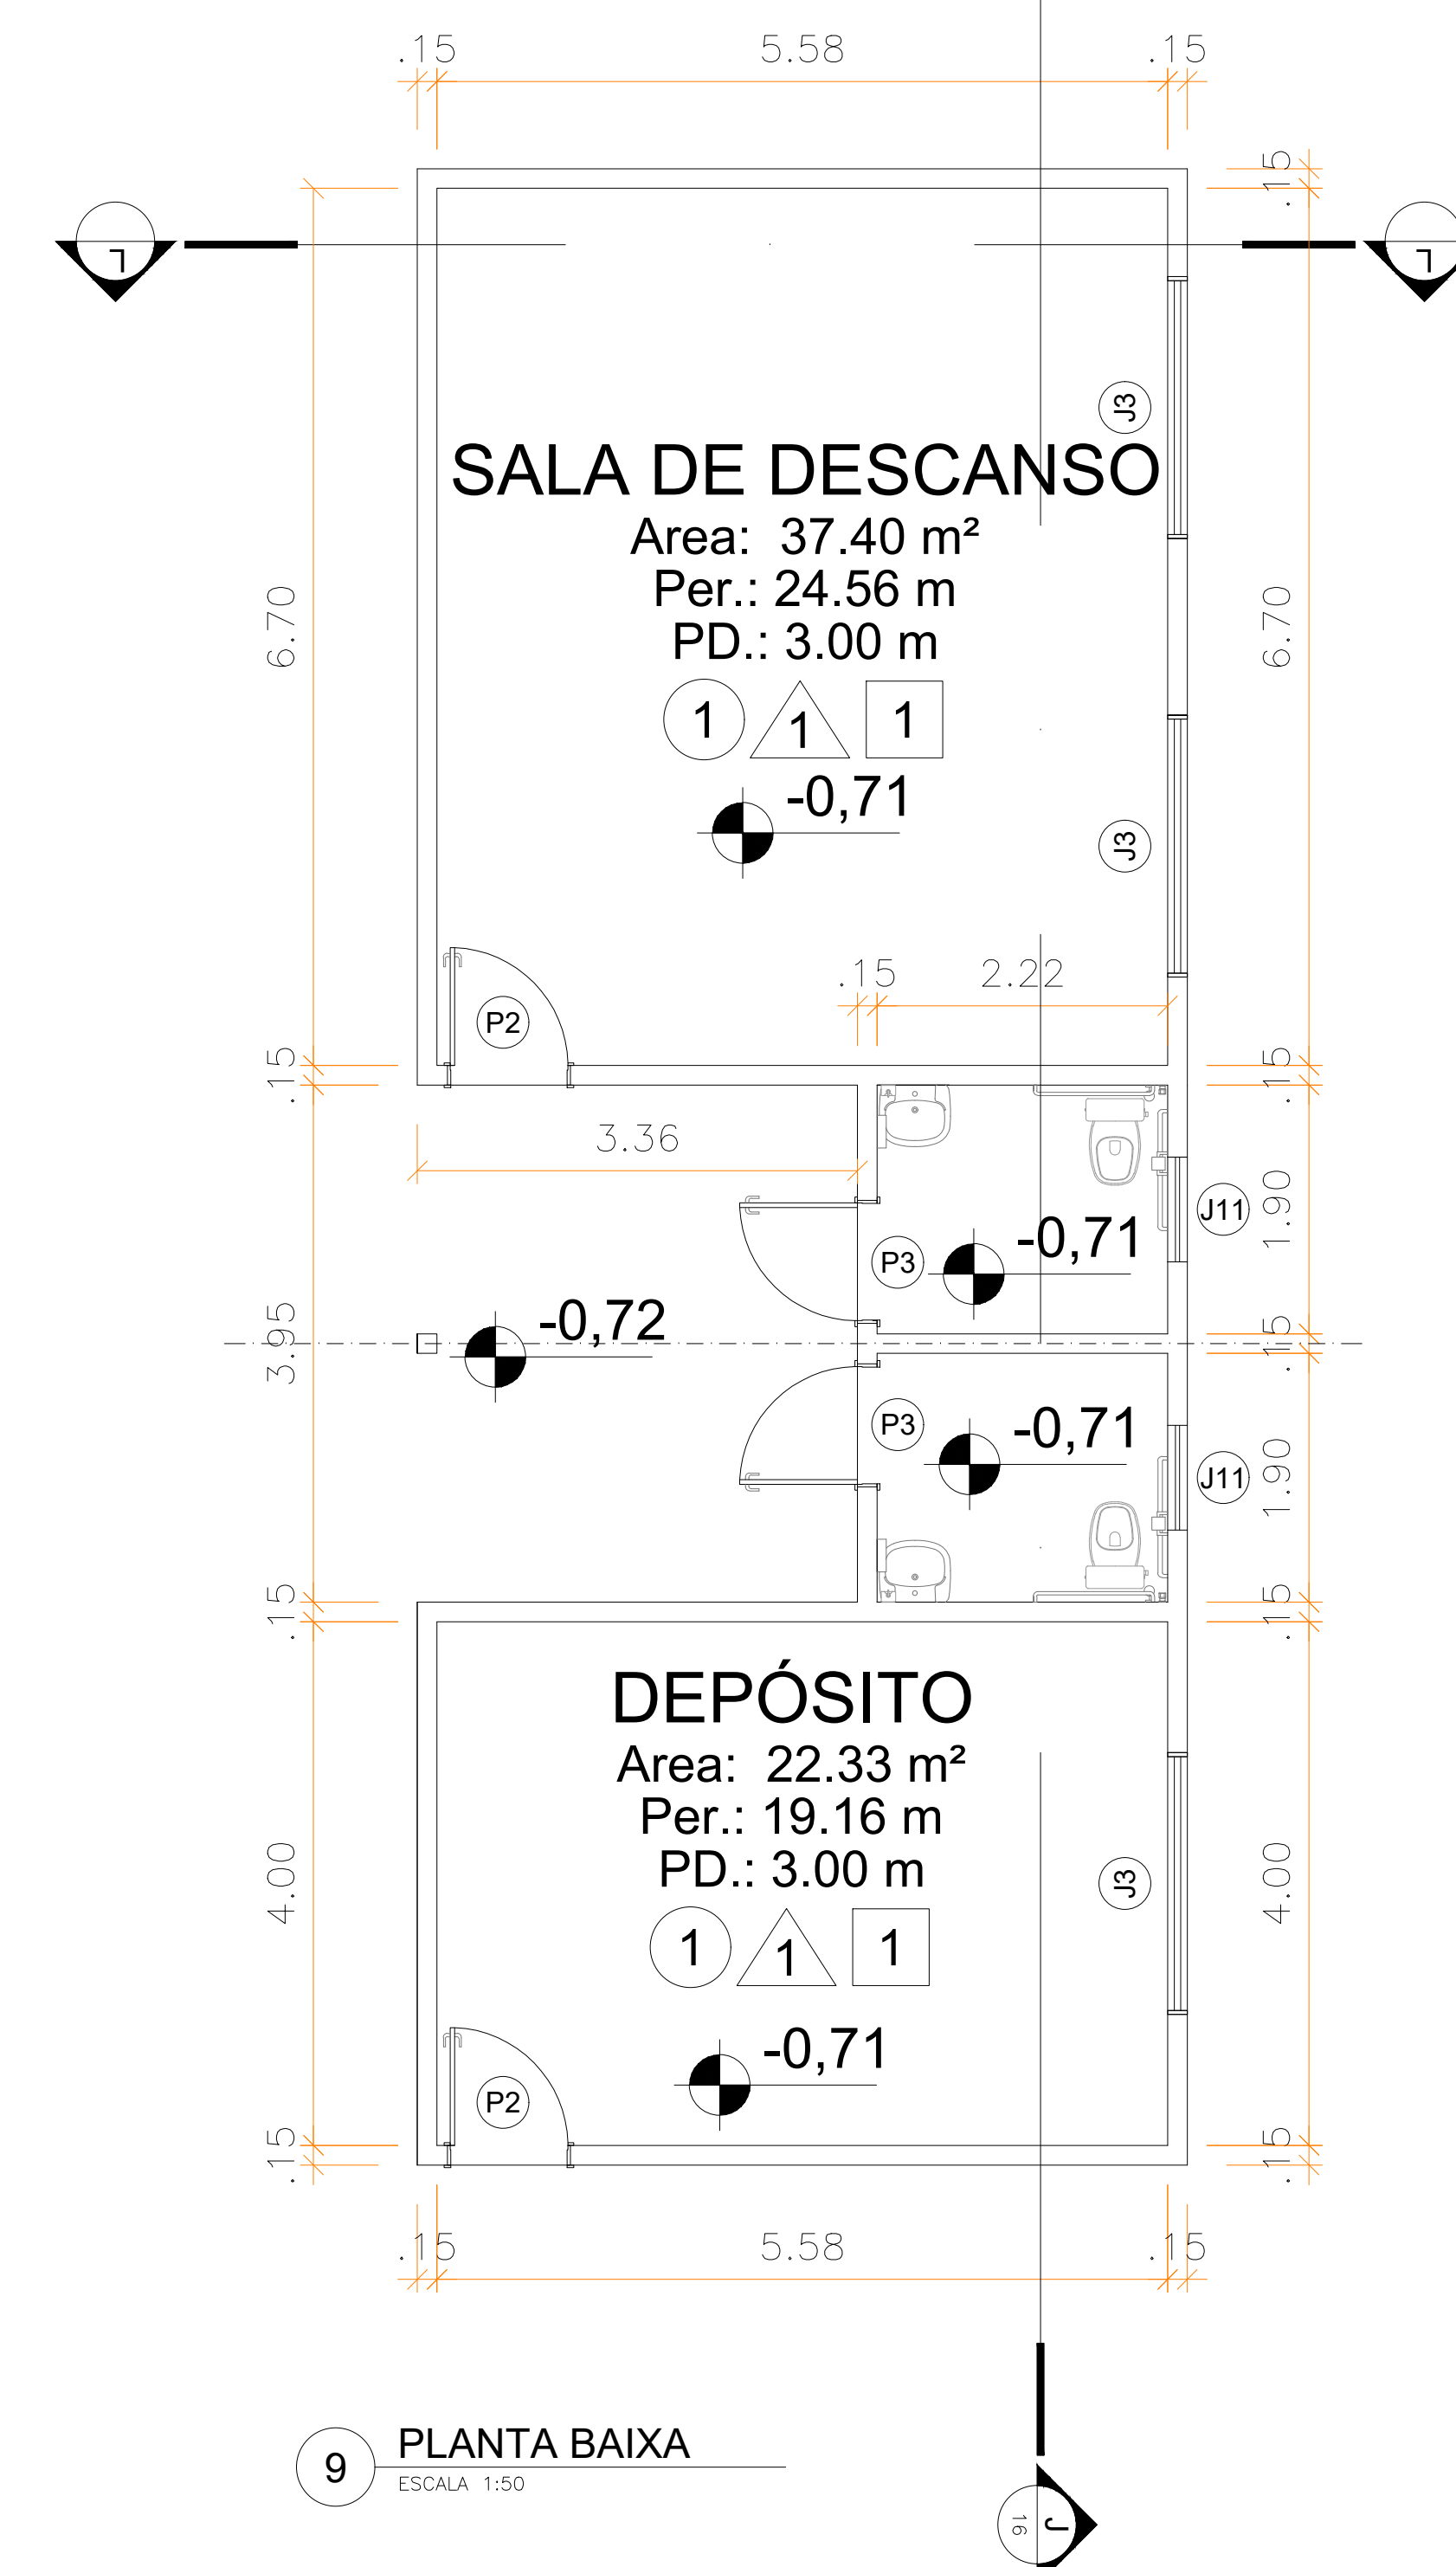 .15
5.58
.15
.15
L
L
J3
SALA DE DESCANSO
Area: 37.40 m²
Per.: 24.56 m
PD.: 3.00 m
6.70
6.70
1
1
1
-0,71
J3
.15
2.22
P2
.15
.15
3.36
1.90
J11
-0,71
P3
-0,72
3.95
.15
P3
-0,71
1.90
J11
.15
.15
DEPÓSITO
Area: 22.33 m²
Per.: 19.16 m
PD.: 3.00 m
4.00
4.00
J3
1
1
1
-0,71
P2
.15
.15
.15
5.58
.15
9
PLANTA BAIXA
ESCALA 1:50
J
16